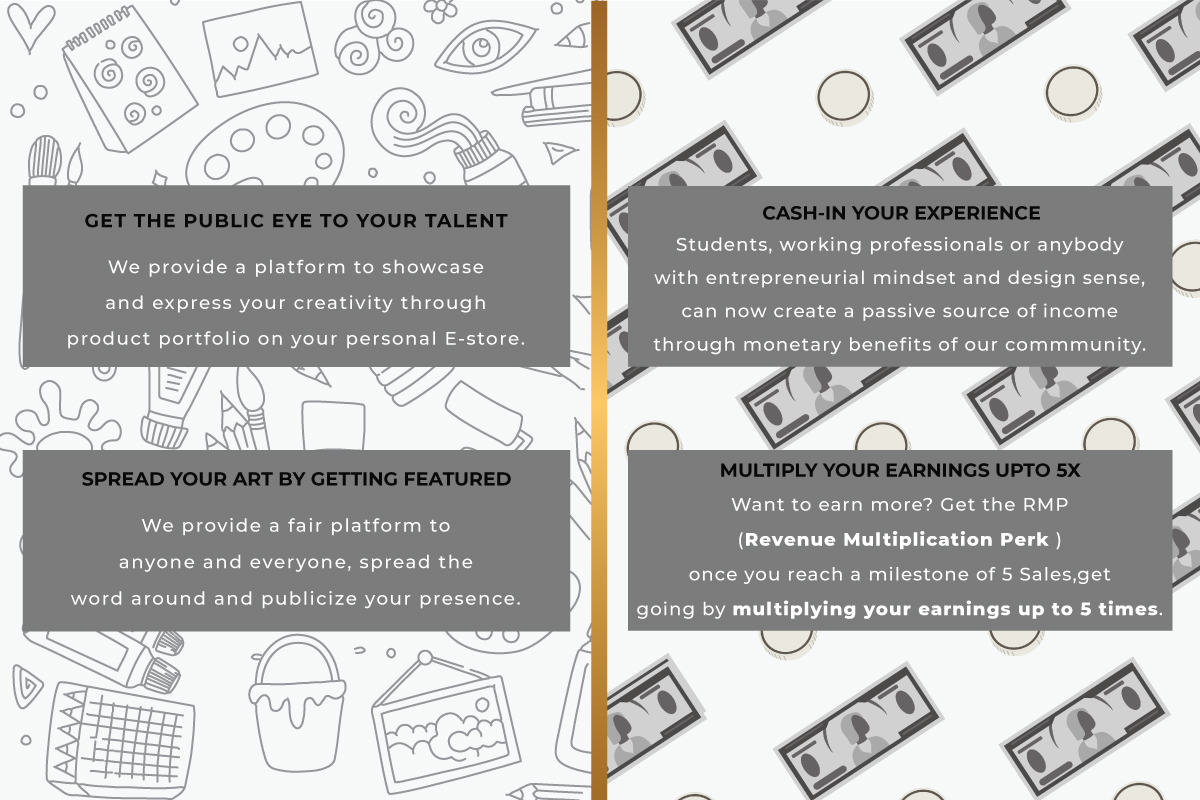 GET THE PUBLIC EYE TO YOUR TALENT
We provide a platform to showcase
and express your creativity through
product portfolio on your personal E-store.
SPREAD YOUR ART BY GETTING FEATURED
We provide a fair platform to
anyone and everyone, spread the
word around and publicize your presence.
CASH-IN YOUR EXPERIENCE
Students, working professionals or anybody
with entrepreneurial mindset and design sense,
can now create a passive source of income
through monetary benefits of our commmunity.
MULTIPLY YOUR EARNINGS UPTO 5X
Want to earn more? Get the RMP
(Revenue Multiplication Perk )
once you reach a milestone of 5 Sales,get
going by multiplying your earnings up to 5 times.